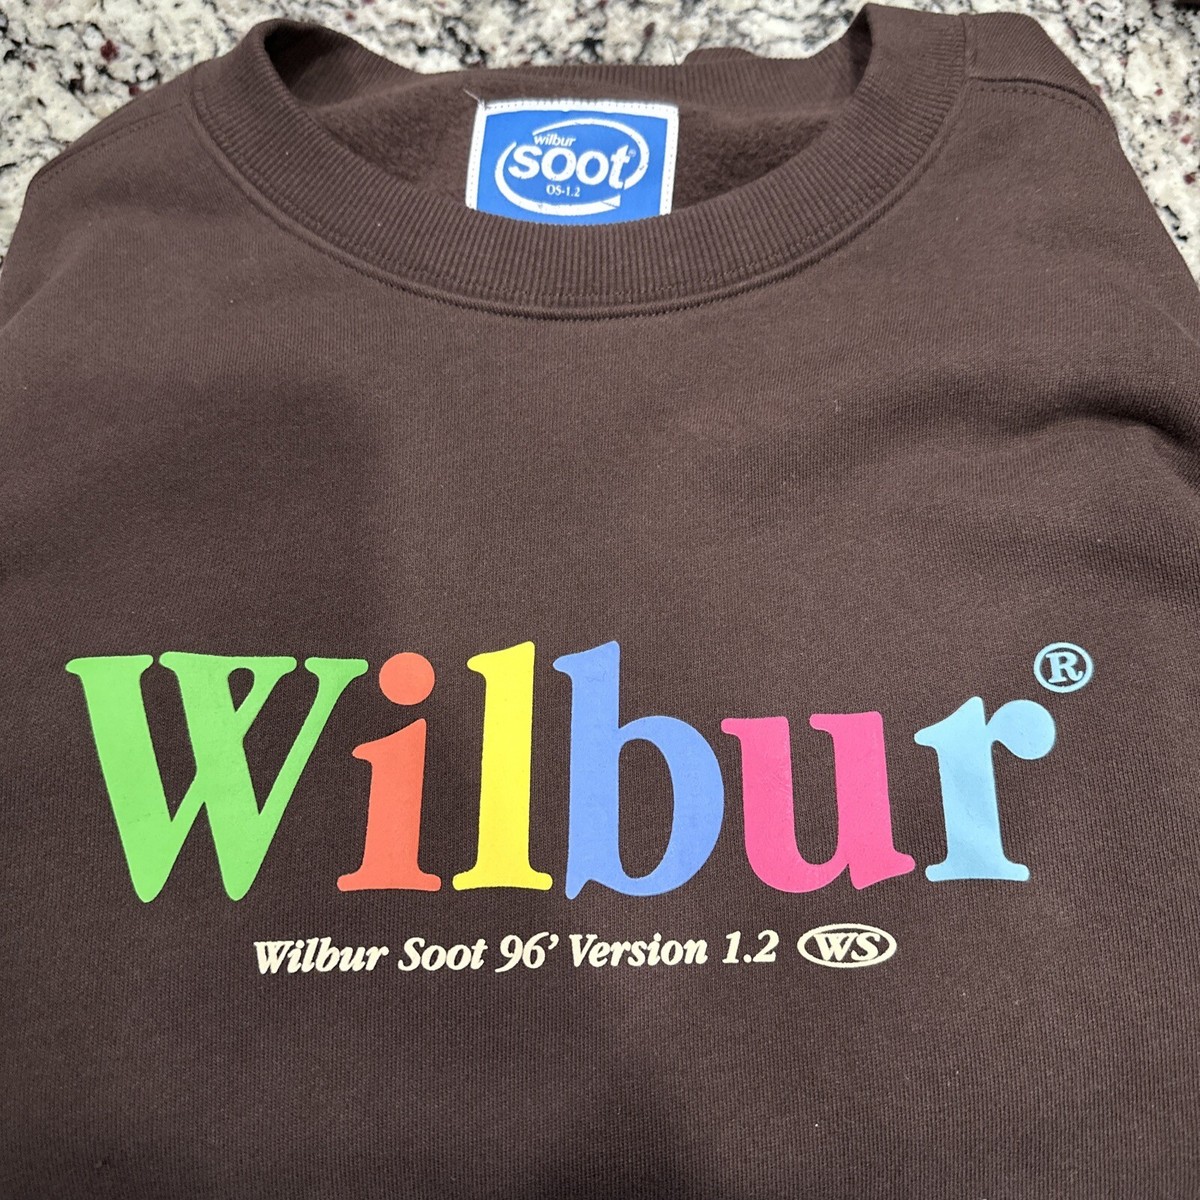 wilbur
soot
OS-1.2
Wilbur®
Wilbur Soot 96’ Version 1.2 WS